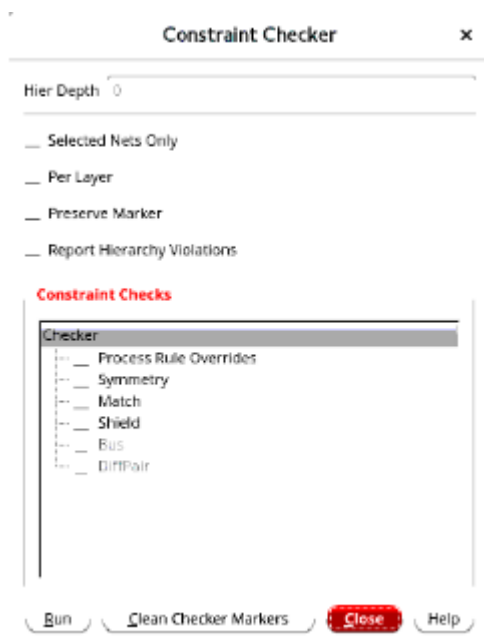 Constraint Checker
Hier Depth 0
Selected Nets Only
Per Layer
Preserve Marker
Report Hierarchy Violations
Constraint Checks
Checker
Process Rule Overrides
Symmetry
Match
Shield
Bus
DiffPair
Run Clean Checker Markers Close Help